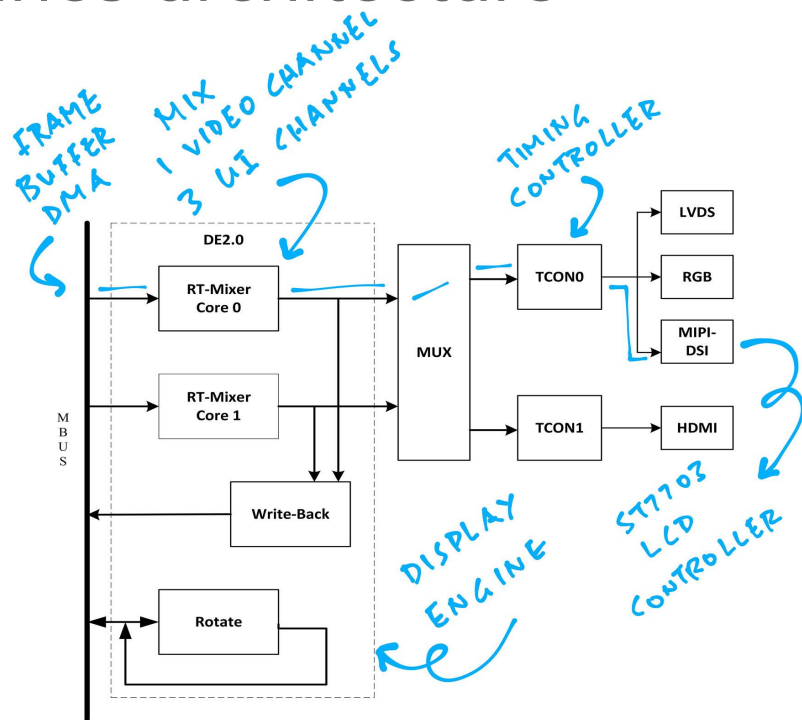 FRAME
BUFFER
DMA
MIX
1 VIDEO CHANNEL
3 UI CHANNELS
TIMING
CONTROLLER
DE2.0
RT-Mixer
Core 0
RT-Mixer
Core 1
Write-Back
Rotate
M
B
U
S
MUX
TCON0
TCON1
LVDS
RGB
MIPI-
DSI
HDMI
DISPLAY
ENGINE
ST7703
LCD
CONTROLLER